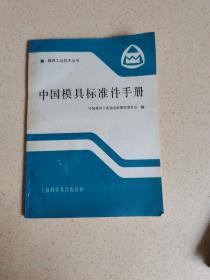 模具工业技术丛书
中国模具标准件手册
中国模具工业协会标准件委员会 编
上海科学普及出版社